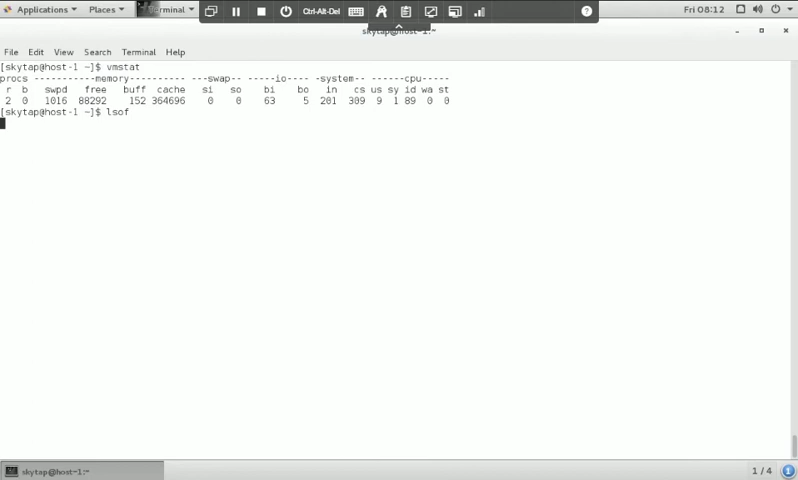 Applications Places Terminal Ctrl-Alt-Del ? Fri 08:12
skytap@host-1:~
File Edit View Search Terminal Help
[skytap@host-1 ~]$ vmstat
procs -----------memory---------- ---swap-- -----io---- -system-- ------cpu-----
r b swpd free buff cache si so bi bo in cs us sy id wa st
2 0 1016 88292 152 364696 0 0 63 5 201 309 9 1 89 0 0
[skytap@host-1 ~]$ lsof
skytap@host-1:~ 1 / 4 1